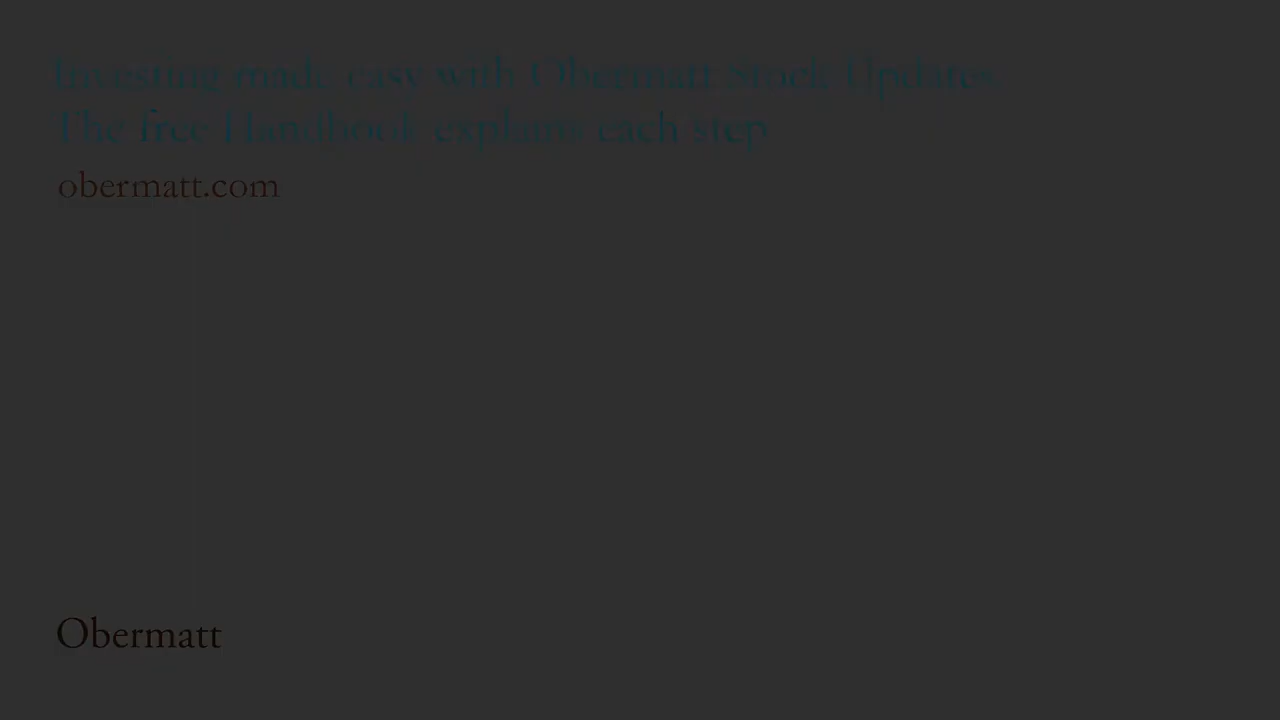 Investing made easy with Obermatt Stock Updates.
The free Handbook explains each step
obermatt.com
Obermatt